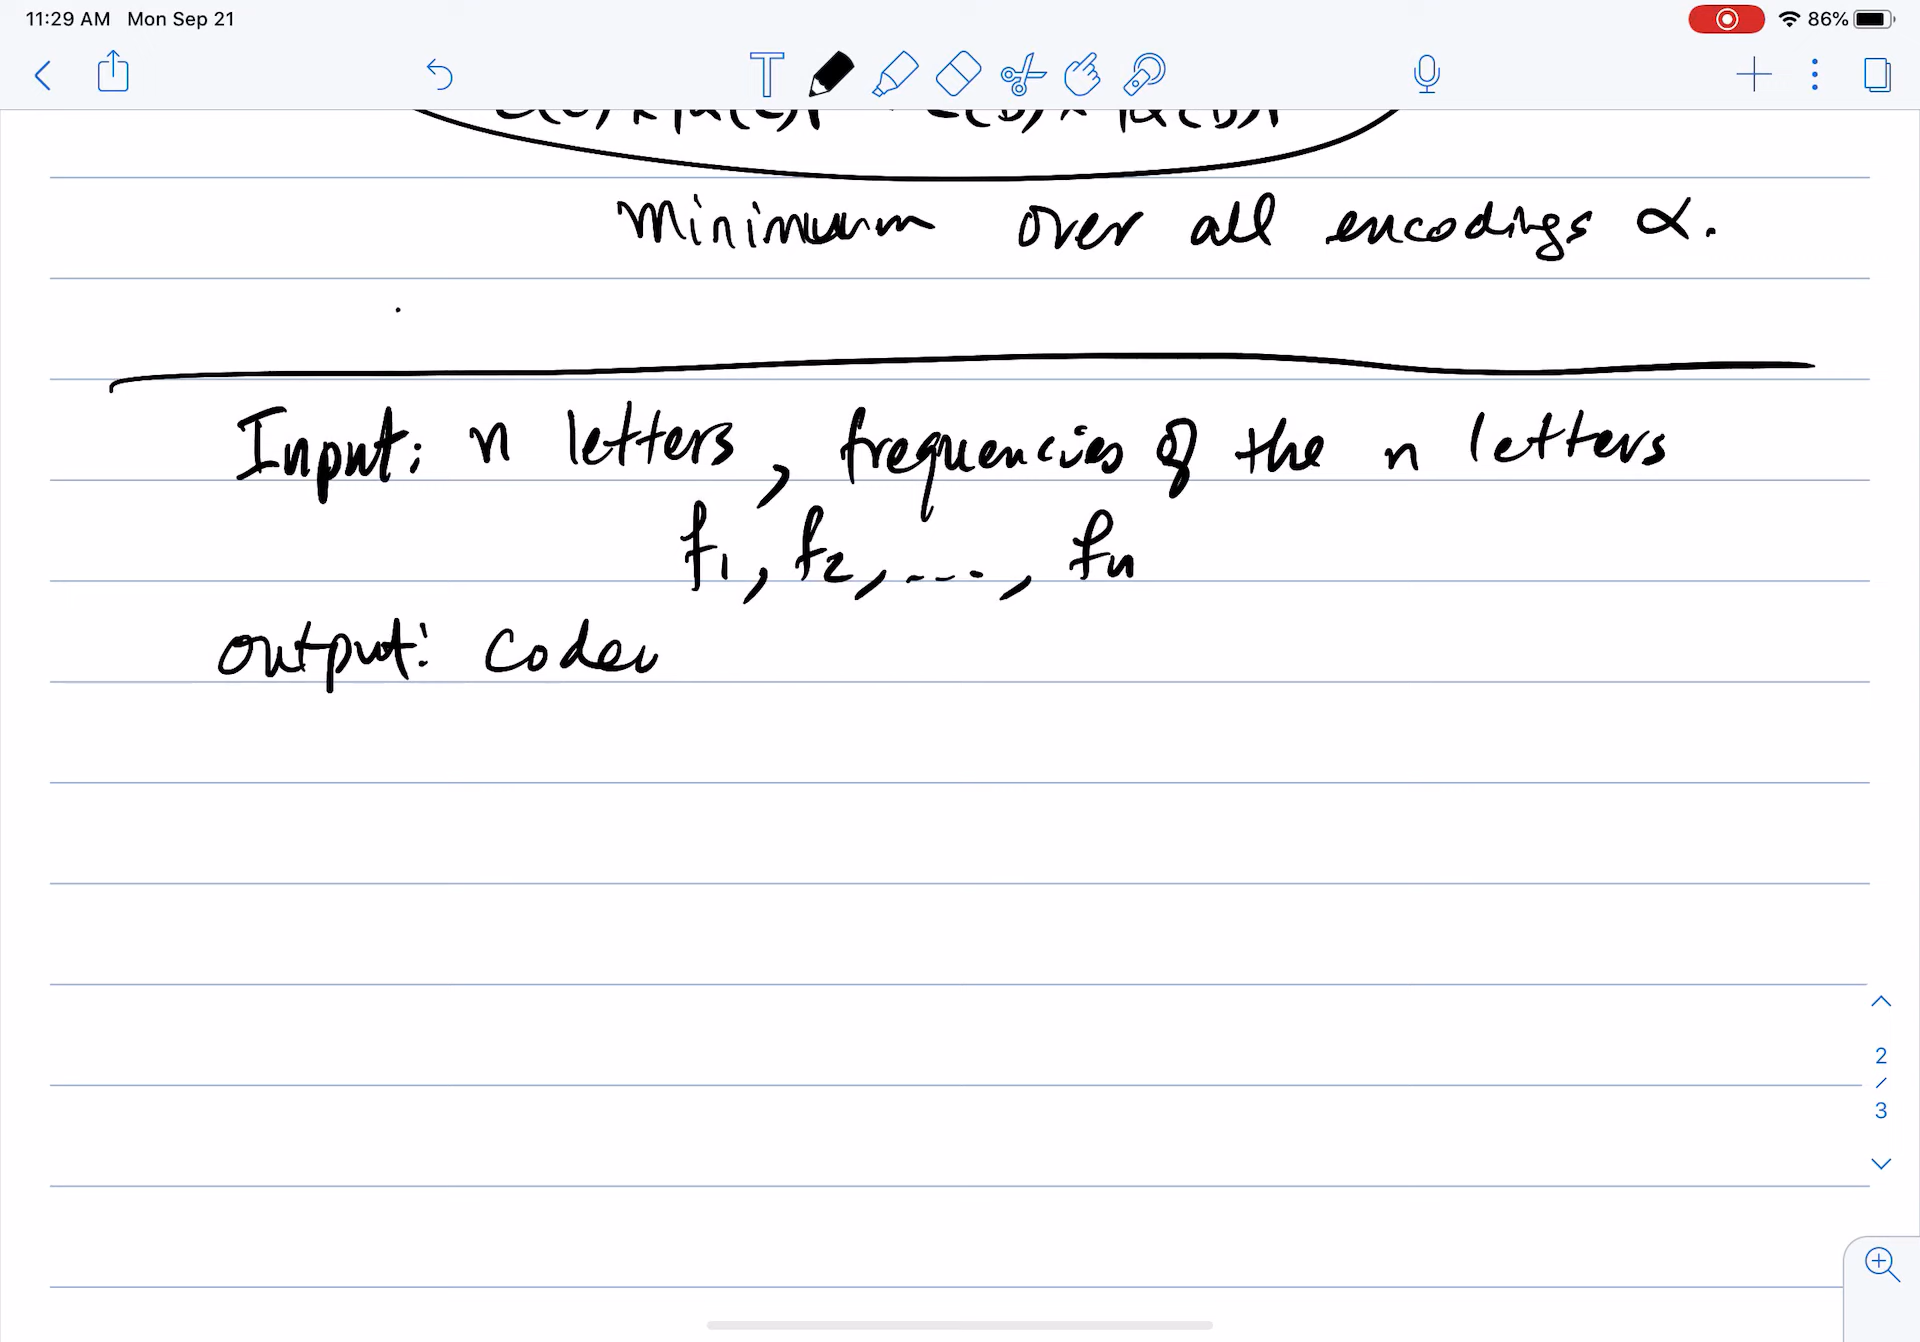 11:29 AM Mon Sep 21 86%
T
Minimum over all encodings α.
Input: n letters, frequencies of the n letters
f1, f2, ...., fn
output:
2
/
3